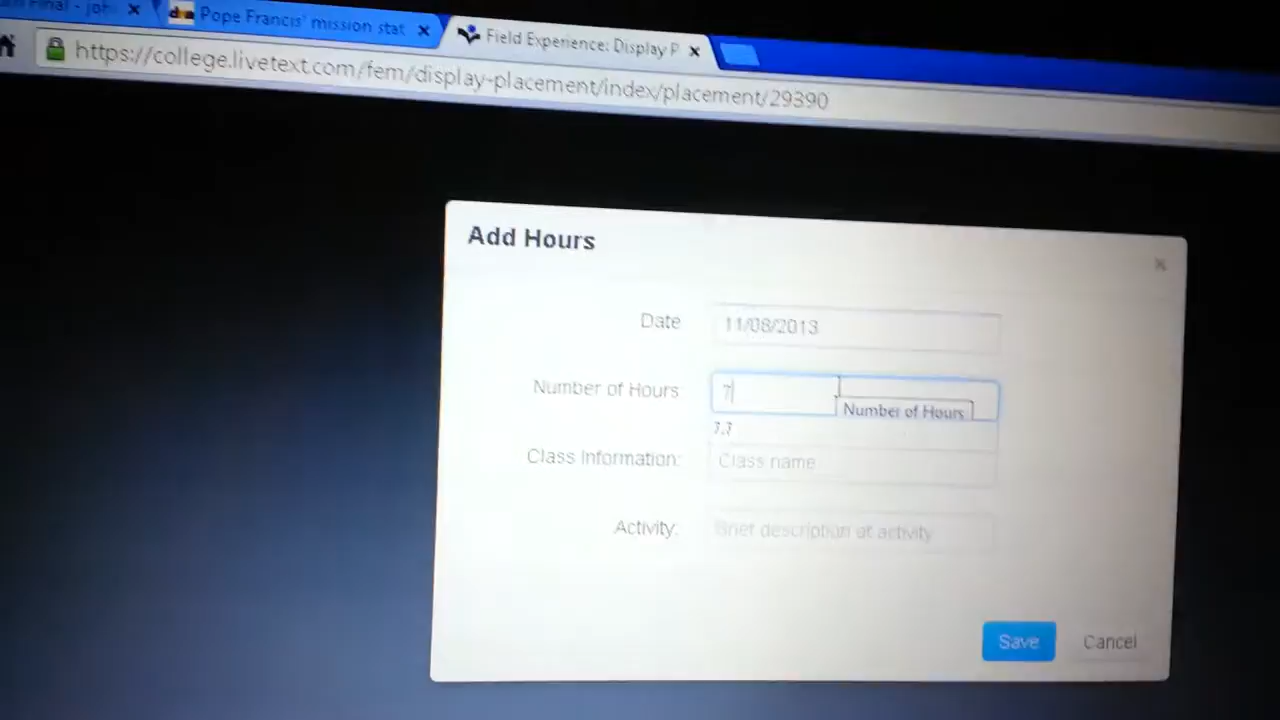 Final - joh
Pope Francis' mission stat
Field Experience: Display P
https://college.livetext.com/fem/display-placement/index/placement/29390
Add Hours
Date 11/08/2013
Number of Hours 7
Number of Hours
7.7
Class Information: Class name
Activity: Brief description of activity
Save Cancel